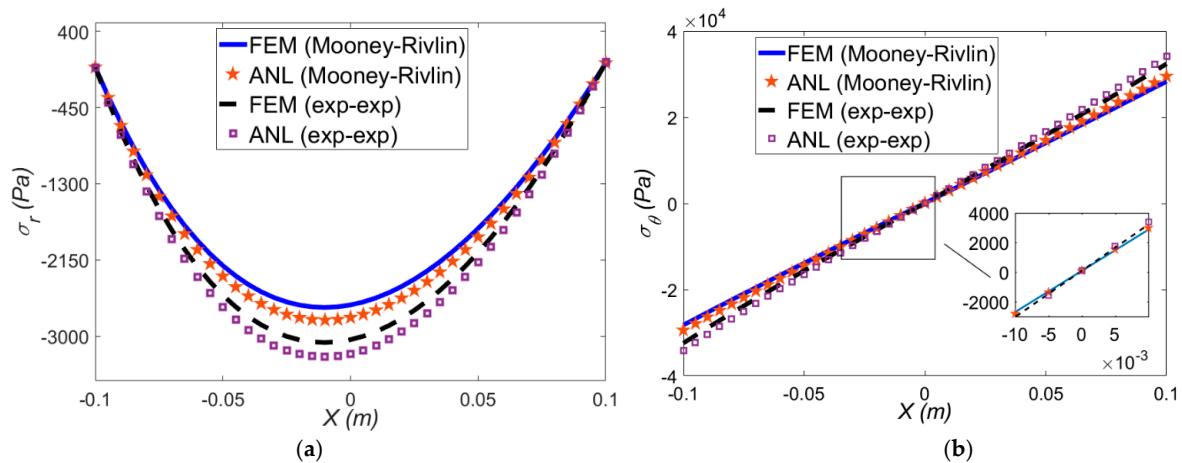 400
-450
-1300
-2150
-3000
σr (Pa)
FEM (Mooney-Rivlin)
ANL (Mooney-Rivlin)
FEM (exp-exp)
ANL (exp-exp)
-0.1
-0.05
0
0.05
0.1
X (m)
(a)
×10⁴
4
2
0
-2
-4
σθ (Pa)
FEM (Mooney-Rivlin)
ANL (Mooney-Rivlin)
FEM (exp-exp)
ANL (exp-exp)
4000
2000
0
-2000
-10
-5
0
5
×10⁻³
-0.1
-0.05
0
0.05
0.1
X (m)
(b)